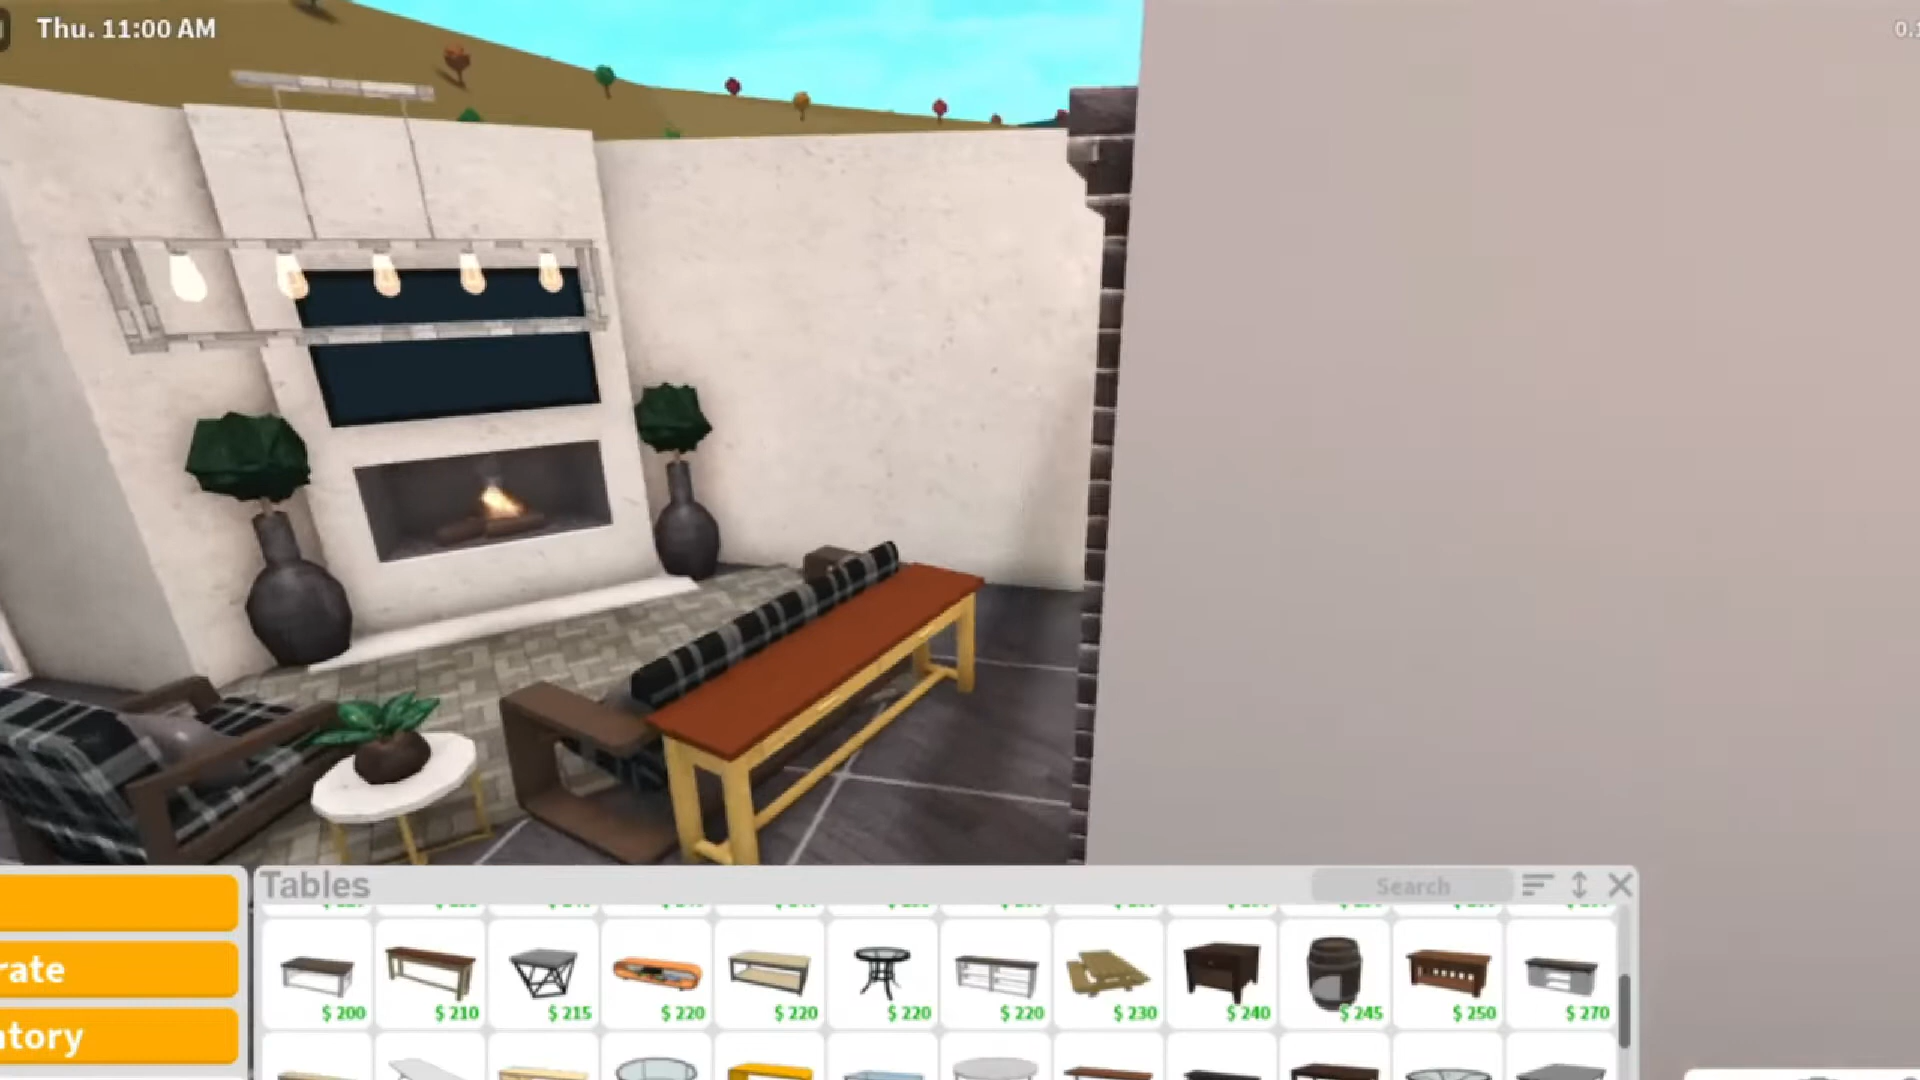 Thu. 11:00 AM
Tables
Search
$ 200
$ 210
$ 215
$ 220
$ 220
$ 220
$ 220
$ 230
$ 240
$ 245
$ 250
$ 270
rate
ntory